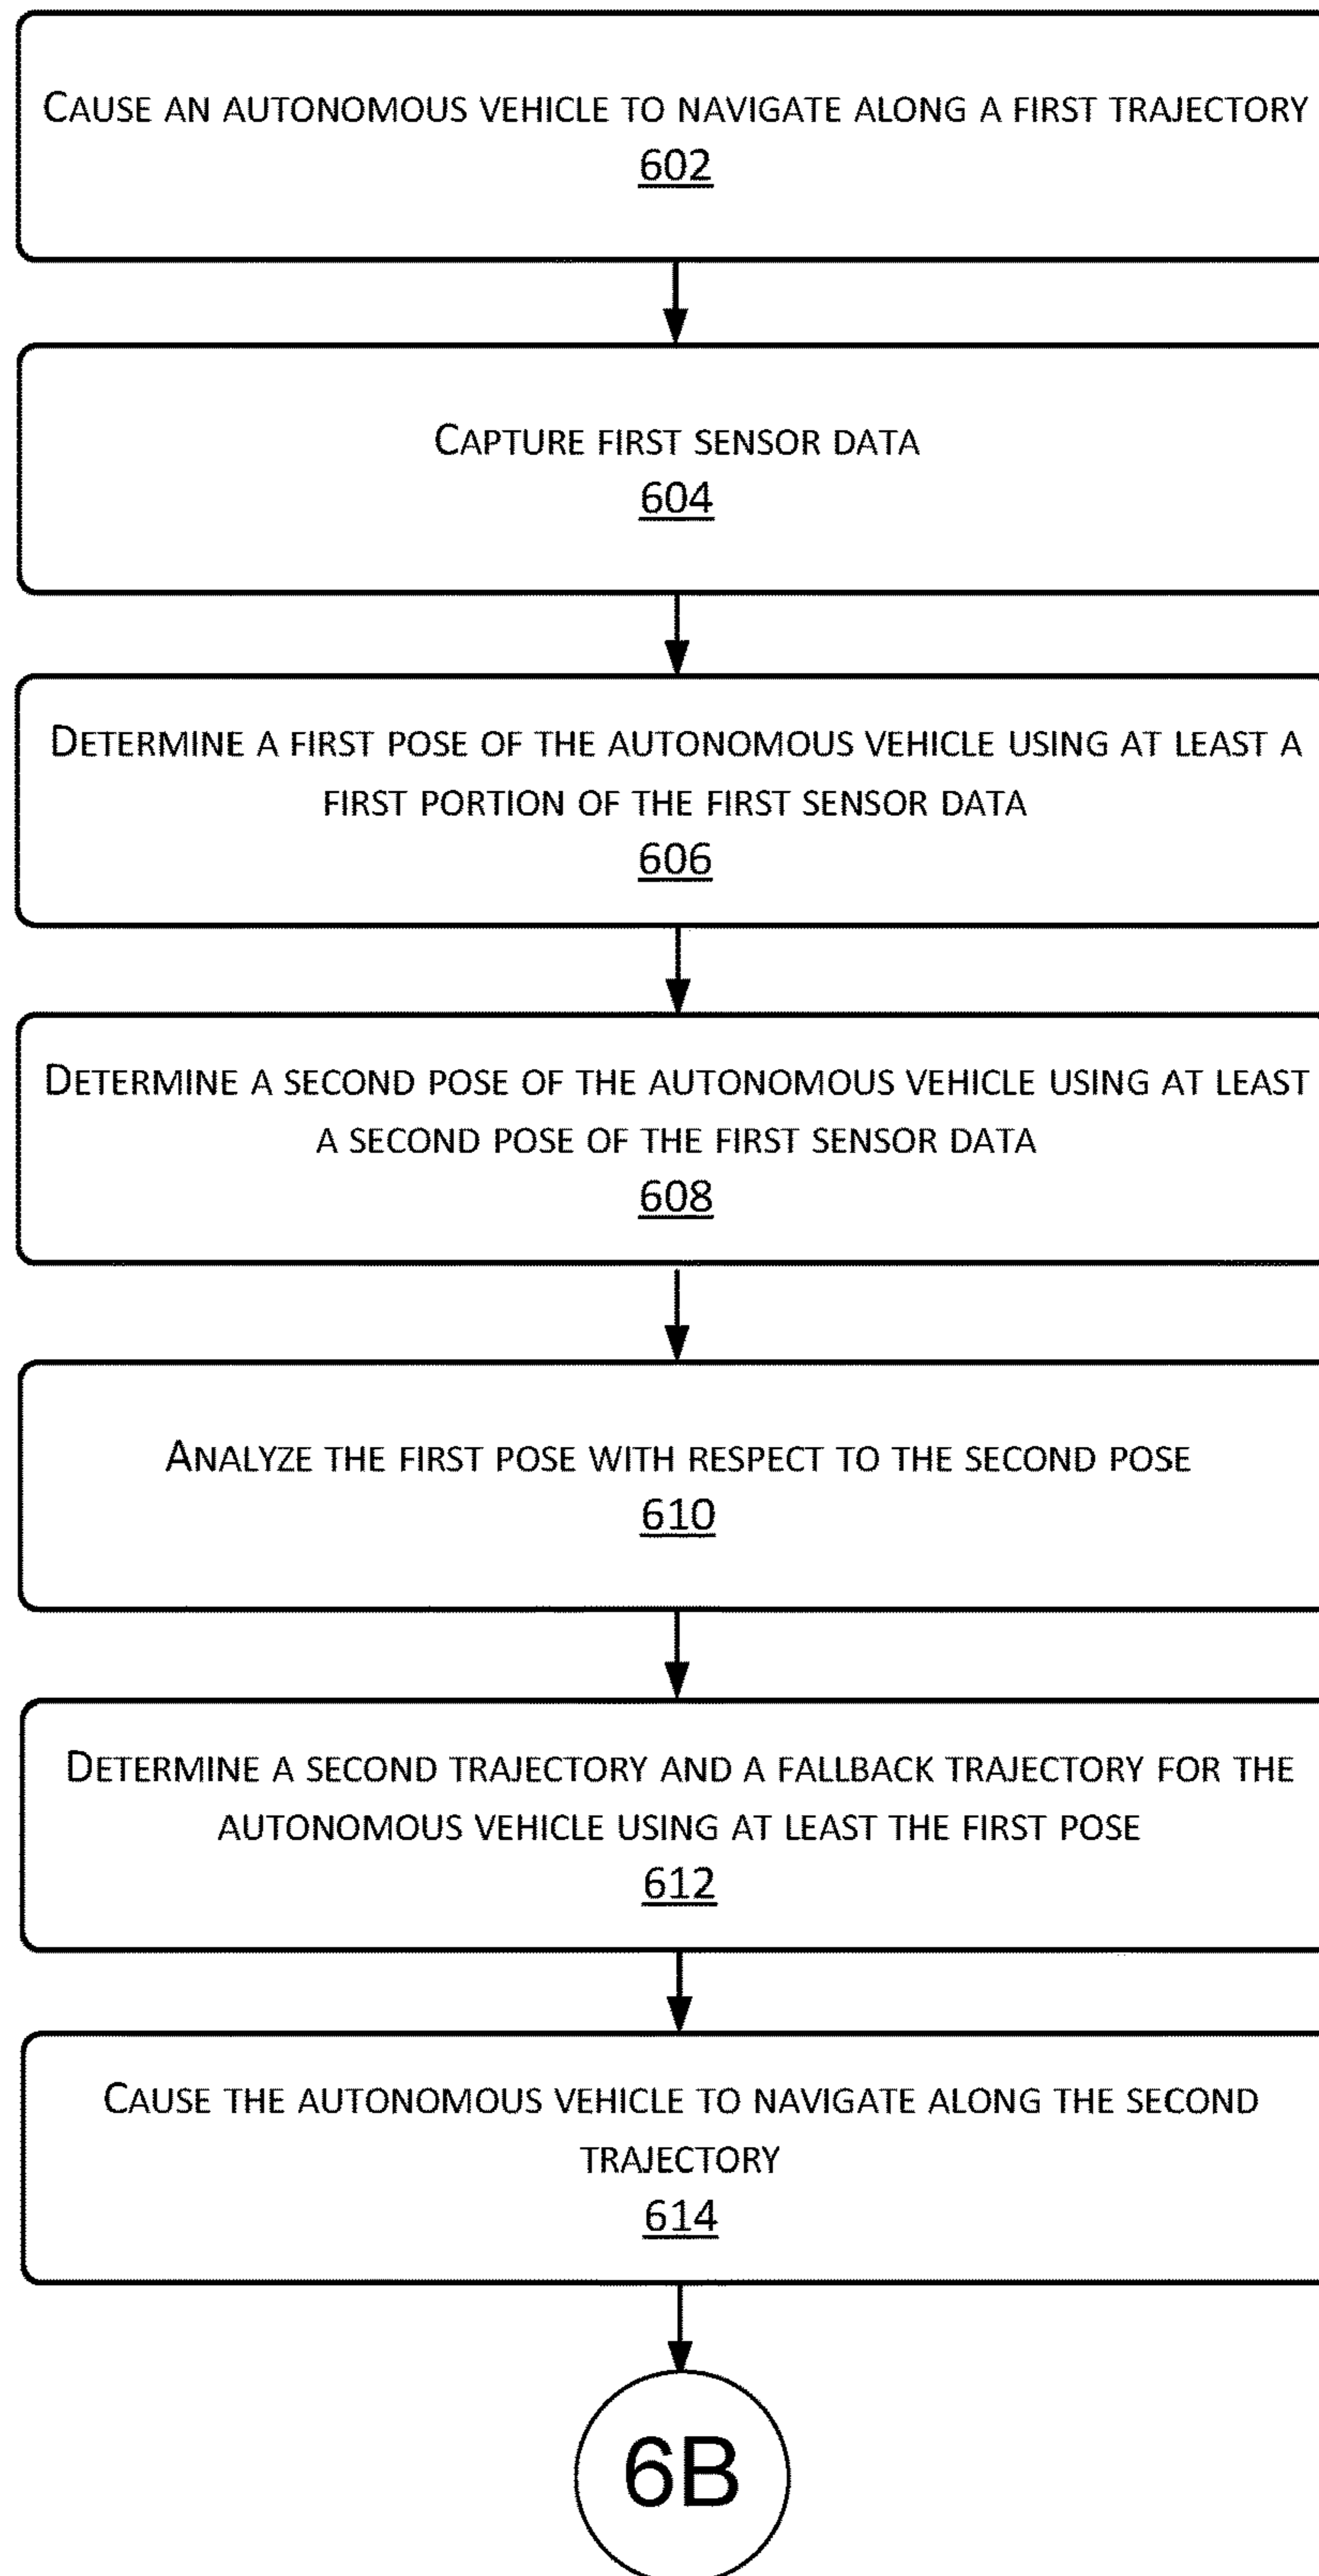 CAUSE AN AUTONOMOUS VEHICLE TO NAVIGATE ALONG A FIRST TRAJECTORY
602
CAPTURE FIRST SENSOR DATA
604
DETERMINE A FIRST POSE OF THE AUTONOMOUS VEHICLE USING AT LEAST A
FIRST PORTION OF THE FIRST SENSOR DATA
606
DETERMINE A SECOND POSE OF THE AUTONOMOUS VEHICLE USING AT LEAST
A SECOND POSE OF THE FIRST SENSOR DATA
608
ANALYZE THE FIRST POSE WITH RESPECT TO THE SECOND POSE
610
DETERMINE A SECOND TRAJECTORY AND A FALLBACK TRAJECTORY FOR THE
AUTONOMOUS VEHICLE USING AT LEAST THE FIRST POSE
612
CAUSE THE AUTONOMOUS VEHICLE TO NAVIGATE ALONG THE SECOND
TRAJECTORY
614
6B